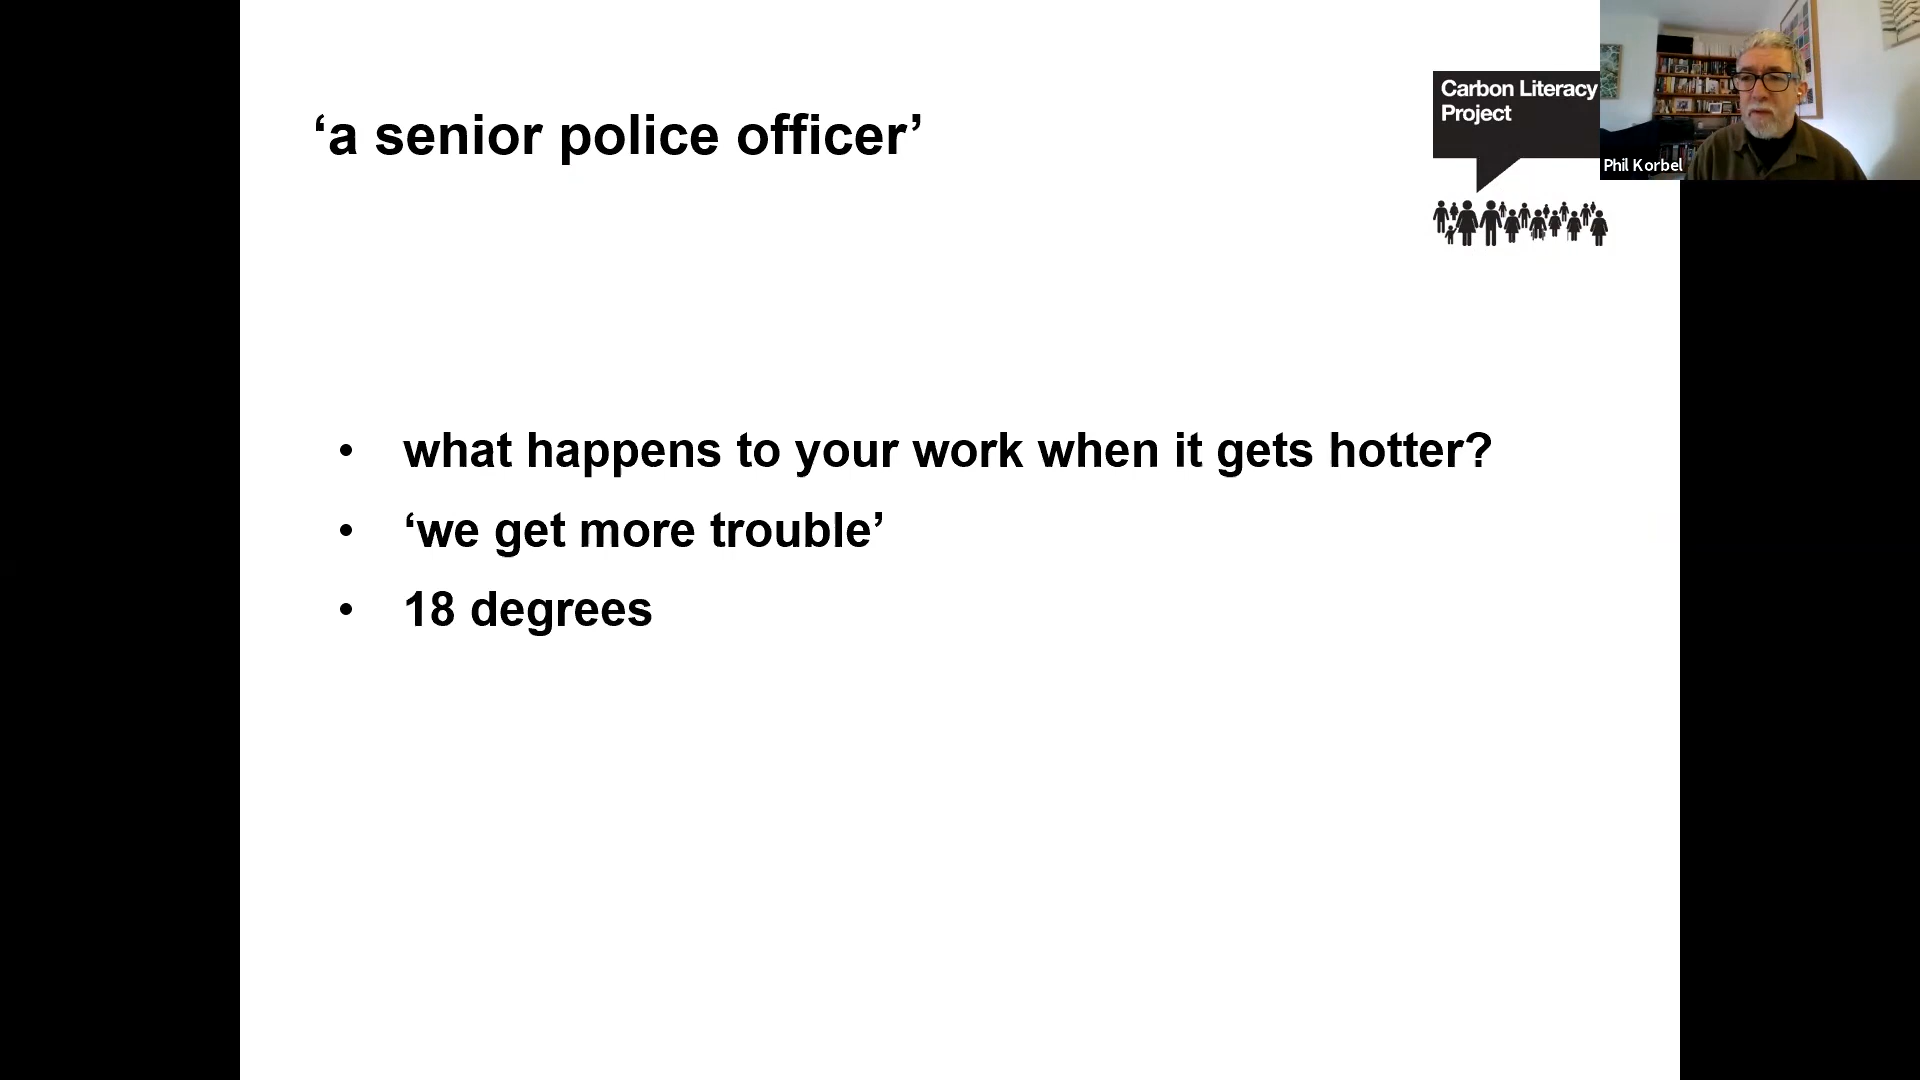 ‘a senior police officer’
Carbon Literacy
Project
Phil Korbel
• what happens to your work when it gets hotter?
• ‘we get more trouble’
• 18 degrees